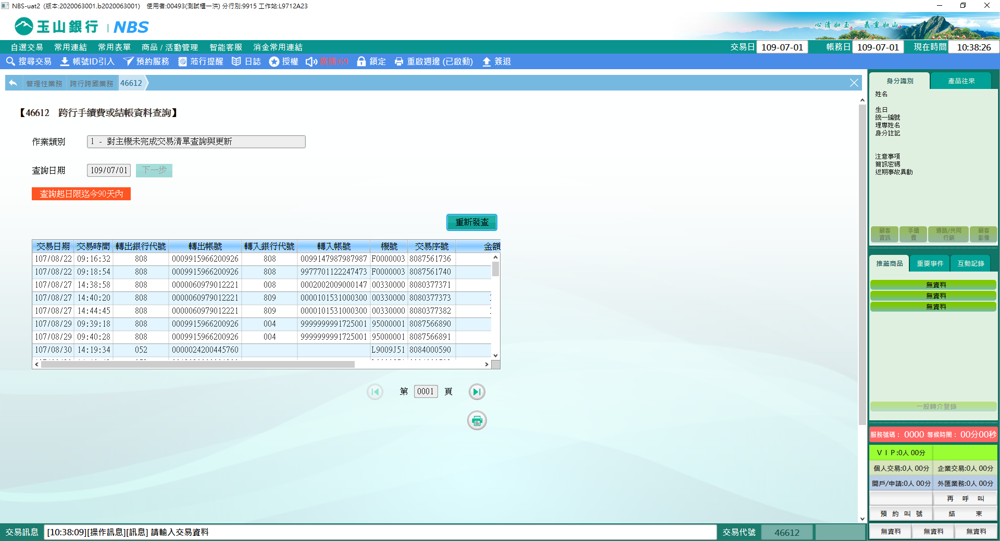 NBS-uat2 (版本:2020063001.b2020063001) 使用者:00493(測試櫃一洪) 分行別:9915 工作站:L9712A23
玉山銀行 | NBS
心清如玉。 義重如山。
自選交易 常用連結 常用表單 商品 / 活動管理 智能客服 消金常用連結
交易日 109-07-01 帳務日 109-07-01 現在時間 10:38:26
搜尋交易 帳號ID引入 預約服務 蒞行提醒 日誌 授權 廣播:69 鎖定 重啟週邊 (已啟動) 簽退
管理性業務 跨行跨國業務 46612
【46612 跨行手續費或結帳資料查詢】
作業類別 1 - 對主機未完成交易清單查詢與更新
查詢日期 109/07/01 下一步
查詢起日限迄今90天內
重新發查
交易日期 交易時間 轉出銀行代號 轉出帳號 轉入銀行代號 轉入帳號 機號 交易序號 金額
107/08/22 09:16:32 808 0009915966200926 808 0099147987987987 F0000003 8087561736
107/08/22 09:18:54 808 0009915966200926 808 9977701122247473 F0000003 8087561740
107/08/27 14:38:58 808 0000060979012221 008 0002002009000147 00330000 8080377371
107/08/27 14:40:20 808 0000060979012221 809 0000101531000300 00330000 8080377373
107/08/27 14:44:45 808 0000060979012221 809 0000101531000300 00330000 8080377382
107/08/29 09:39:18 808 0009915966200926 004 9999999991725001 95000001 8087566890
107/08/29 09:40:28 808 0009915966200926 004 9999999991725001 95000001 8087566891
107/08/30 14:19:34 052 0000024200445760 L9009J51 8084000590
第 0001 頁
身分識別 產品往來
姓名
生日
統一編號
理專姓名
身分註記
注意事項
簡訊密碼
近期事故異動
顧客資訊 手續費 通路/共同行銷 顧客影像
推薦商品 重要事件 互動記錄
無資料
無資料
無資料
一般轉介登錄
服務號碼: 0000 等候時間: 00分00秒
VIP:0人 00分
個人交易:0人 00分 企業交易:0人 00分
開戶/申請:0人 00分 外匯業務:0人 00分
再 呼 叫
預 約 叫 號 結 束
無資料 無資料 無資料
交易訊息 [10:38:09][操作訊息][訊息] 請輸入交易資料 交易代號 46612